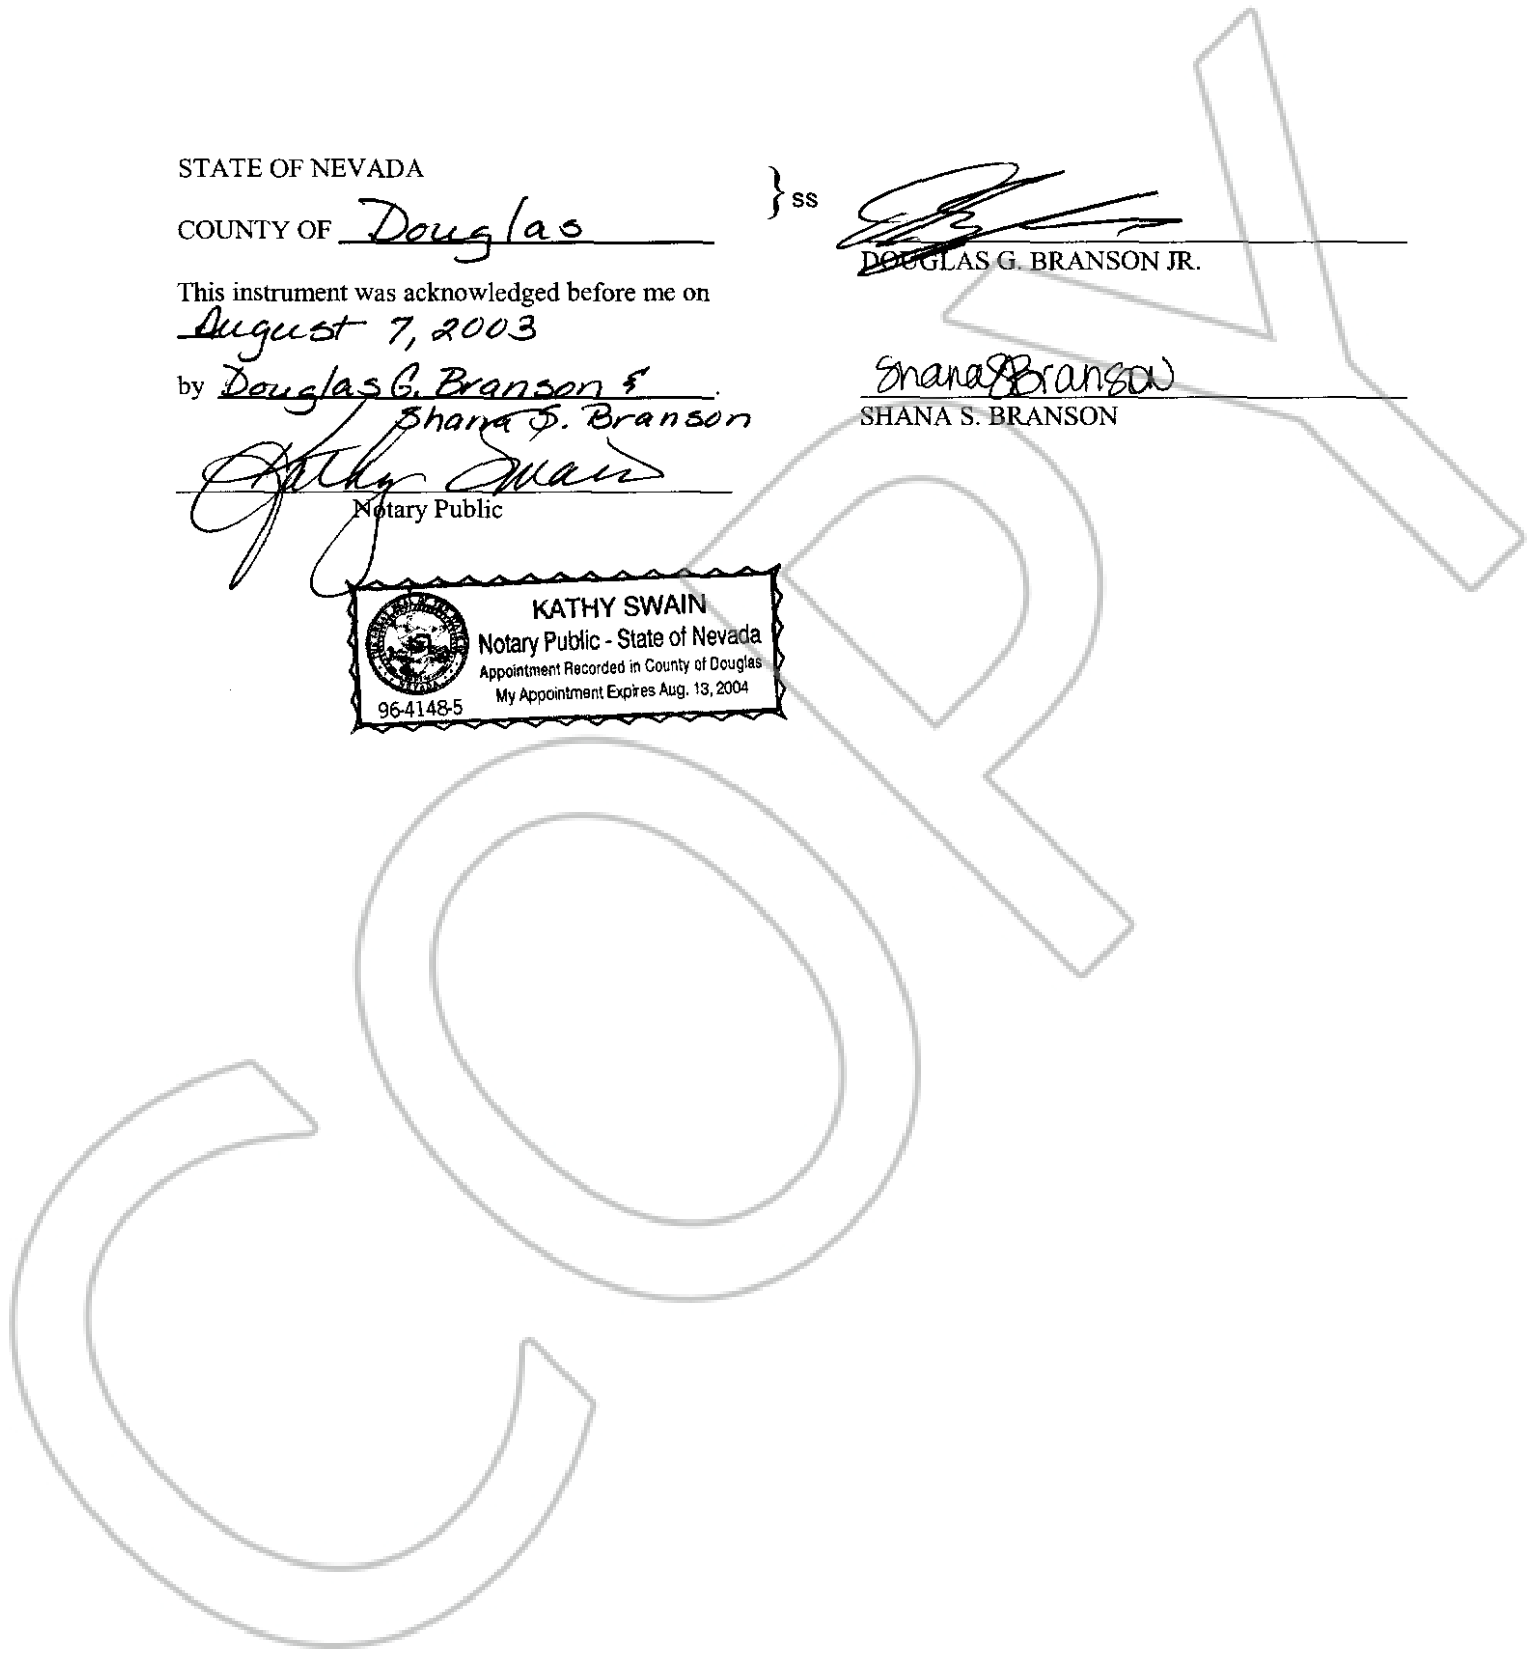 STATE OF NEVADA
COUNTY OF Douglas
} ss
This instrument was acknowledged before me on
August 7, 2003
by Douglas G. Branson &
Shana S. Branson.
Kathy Swain
Notary Public
DOUGLAS G. BRANSON JR.
Shana S Branson
SHANA S. BRANSON
KATHY SWAIN
Notary Public - State of Nevada
Appointment Recorded in County of Douglas
My Appointment Expires Aug. 13, 2004
NEVADA
96-4148-5
COPY